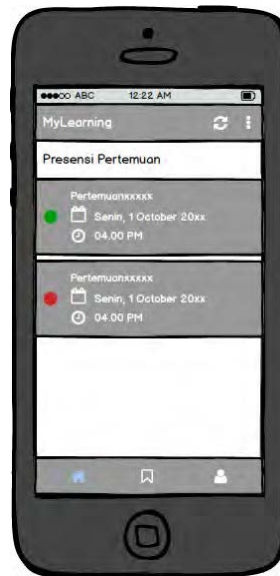 ABC 12:22 AM
MyLearning
Presensi Pertemuan
Pertemuanxxxxx
Senin, 1 October 20xx
04.00 PM
Pertemuanxxxxx
Senin, 1 October 20xx
04.00 PM